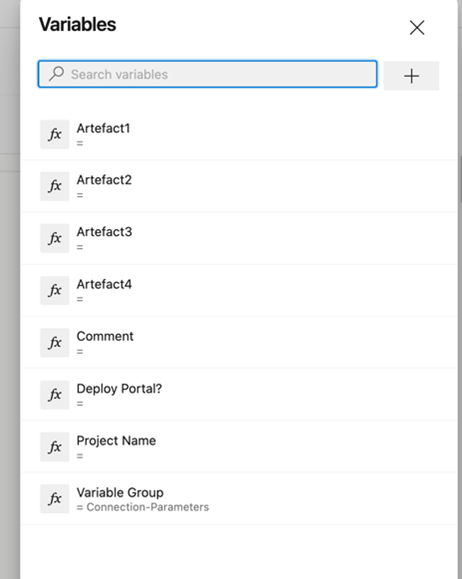 Variables
Search variables
fx Artefact1
=
fx Artefact2
=
fx Artefact3
=
fx Artefact4
=
fx Comment
=
fx Deploy Portal?
=
fx Project Name
=
fx Variable Group
= Connection-Parameters